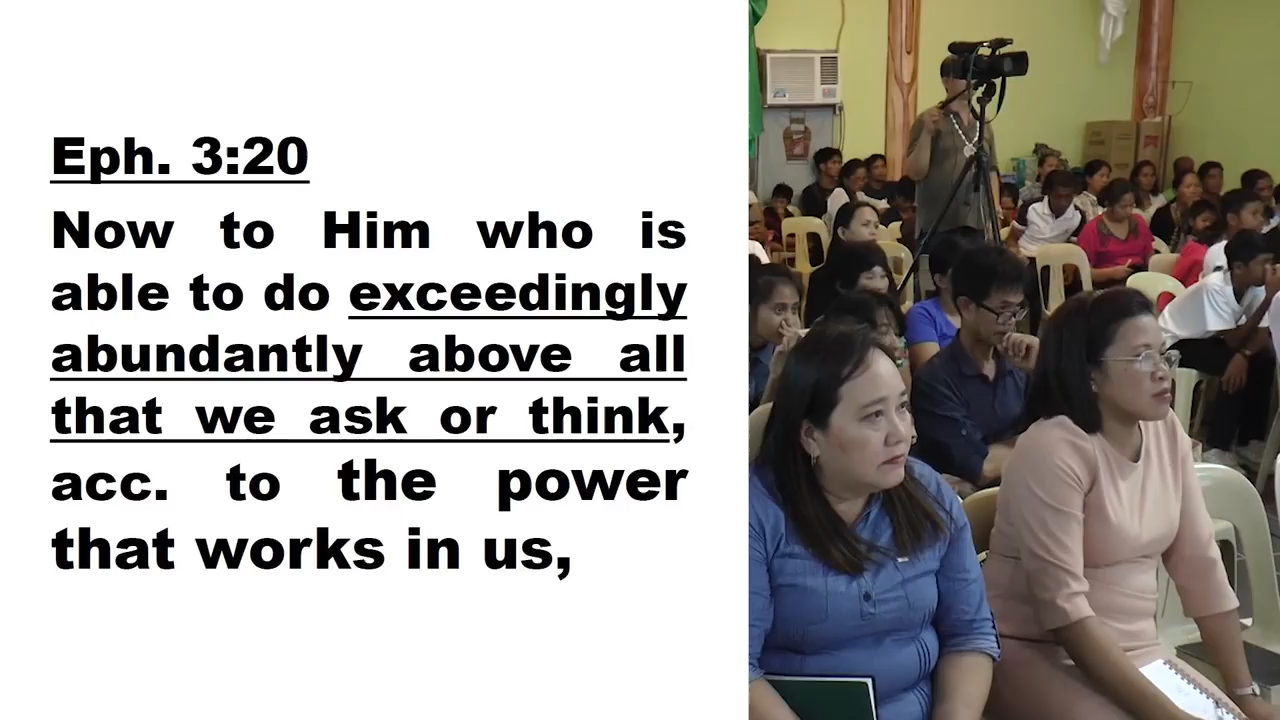 Eph. 3:20
Now to Him who is
able to do exceedingly
abundantly above all
that we ask or think,
acc. to the power
that works in us,